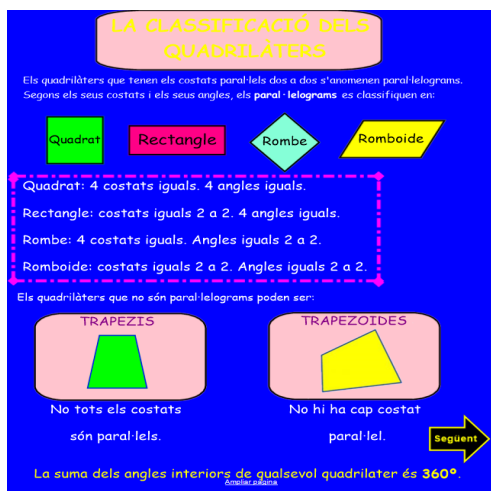 LA CLASSIFICACIÓ DELS
QUADRILÀTERS
Els quadrilàters que tenen els costats paral·lels dos a dos s'anomenen paral·lelograms.
Segons els seus costats i els seus angles, els paral·lelograms es classifiquen en:
Quadrat
Rectangle
Rombe
Romboide
Quadrat: 4 costats iguals. 4 angles iguals.
Rectangle: costats iguals 2 a 2. 4 angles iguals.
Rombe: 4 costats iguals. Angles iguals 2 a 2.
Romboide: costats iguals 2 a 2. Angles iguals 2 a 2.
Els quadrilàters que no són paral·lelograms poden ser:
TRAPEZIS
TRAPEZOIDES
No tots els costats
són paral·lels.
No hi ha cap costat
paral·lel.
Següent
La suma dels angles interiors de qualsevol quadrilater és 360º.
Ampliar pàgina